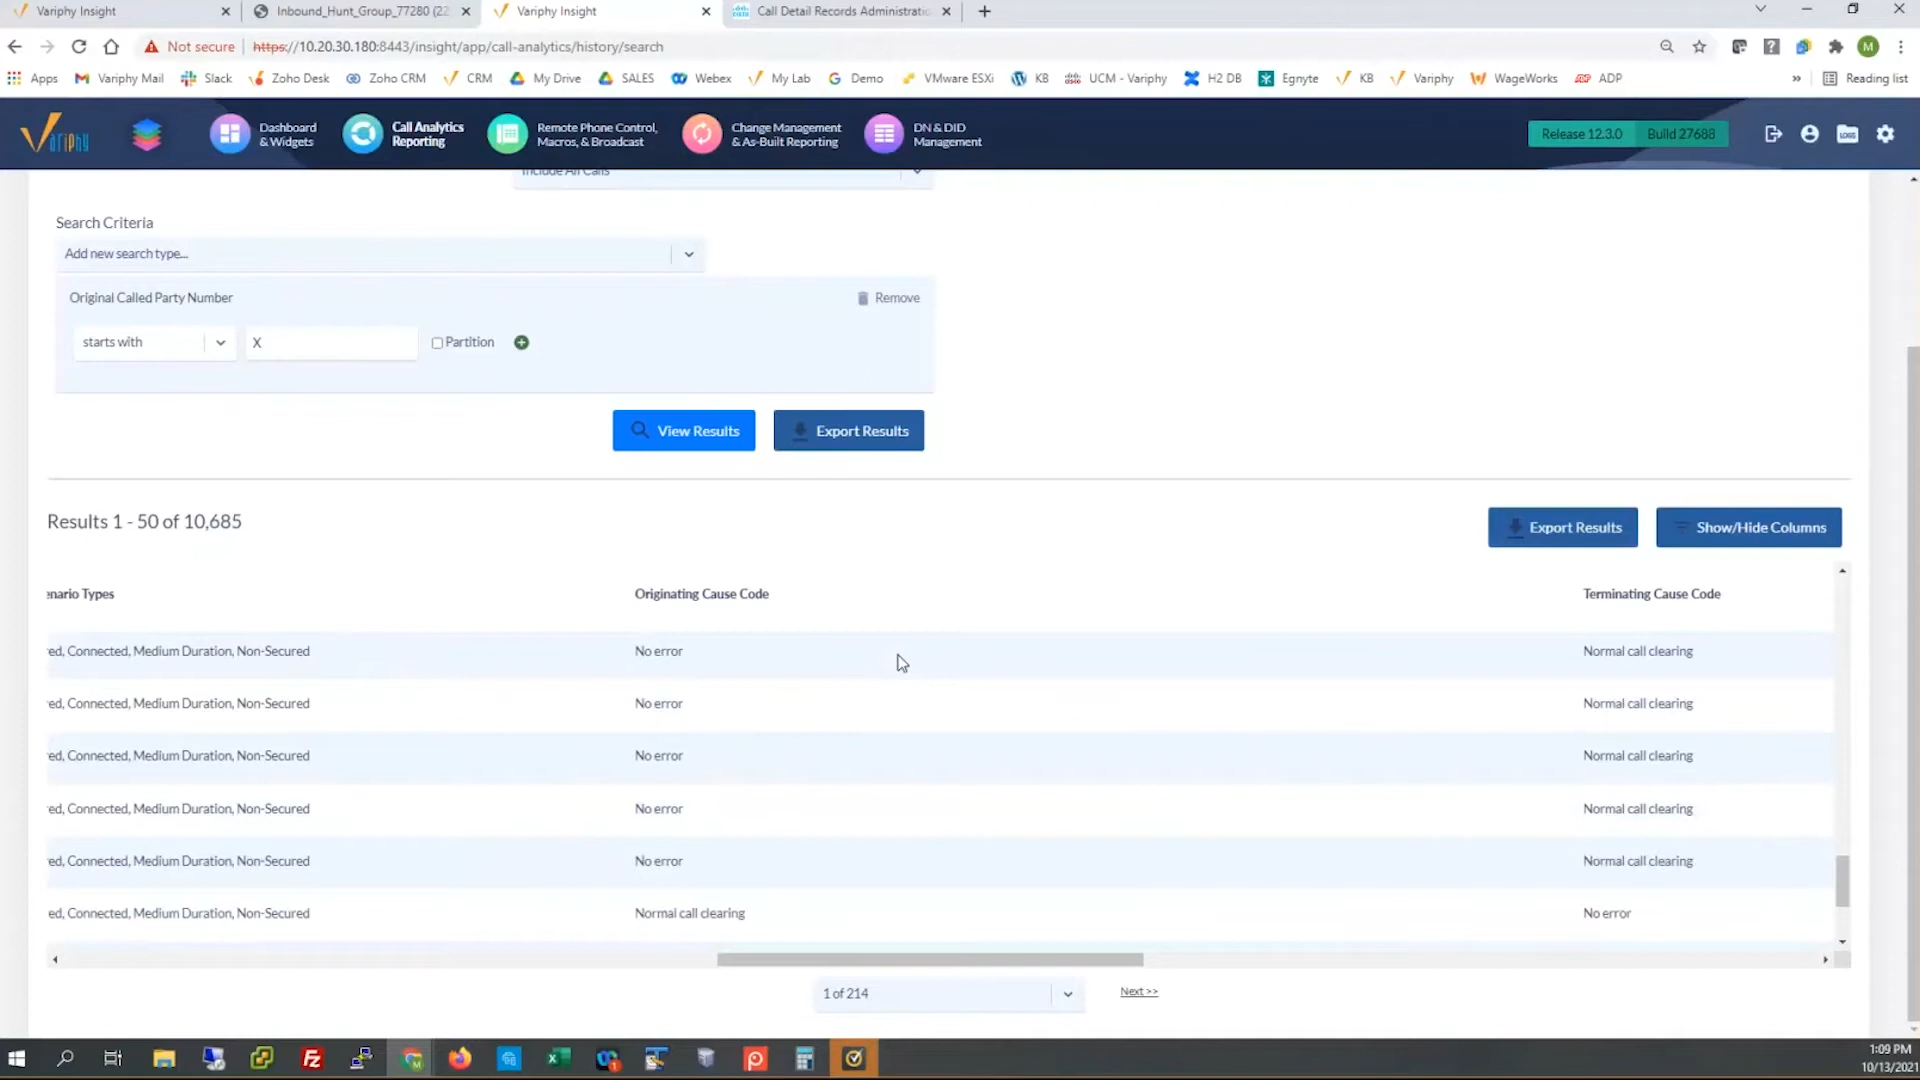 Variphy Insight
Inbound_Hunt_Group_77280 (22
Variphy Insight
Call Detail Records Administratio
Not secure
https://10.20.30.180:8443/insight/app/call-analytics/history/search
M
Apps
Variphy Mail
Slack
Zoho Desk
Zoho CRM
CRM
My Drive
SALES
Webex
My Lab
Demo
VMware ESXi
KB
UCM - Variphy
H2 DB
Egnyte
KB
Variphy
WageWorks
ADP
»
Reading list
Variphy
Dashboard
& Widgets
Call Analytics
Reporting
Remote Phone Control,
Macros, & Broadcast
Change Management
& As-Built Reporting
DN & DID
Management
Release 12.3.0
Build 27688
LOGS
Include All Calls
Search Criteria
Add new search type...
Original Called Party Number
Remove
starts with
X
Partition
View Results
Export Results
Results 1 - 50 of 10,685
Export Results
Show/Hide Columns
enario Types
Originating Cause Code
Terminating Cause Code
ed, Connected, Medium Duration, Non-Secured
No error
Normal call clearing
ed, Connected, Medium Duration, Non-Secured
No error
Normal call clearing
ed, Connected, Medium Duration, Non-Secured
No error
Normal call clearing
ed, Connected, Medium Duration, Non-Secured
No error
Normal call clearing
ed, Connected, Medium Duration, Non-Secured
No error
Normal call clearing
ed, Connected, Medium Duration, Non-Secured
Normal call clearing
No error
1 of 214
Next >>
1:09 PM
10/13/2021